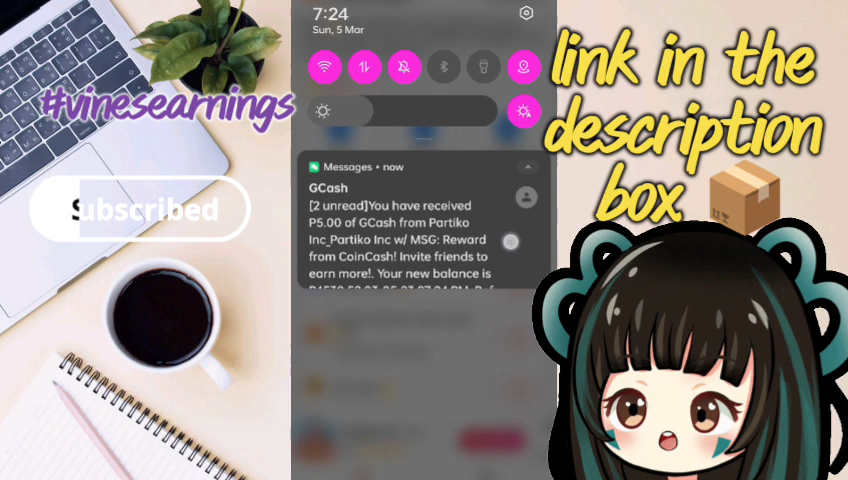 #vinesearnings
Subscribed
7:24
Sun, 5 Mar
Messages • now
GCash
[2 unread]You have received
P5.00 of GCash from Partiko
Inc_Partiko Inc w/ MSG: Reward
from CoinCash! Invite friends to
earn more!. Your new balance is
link in the
description
box